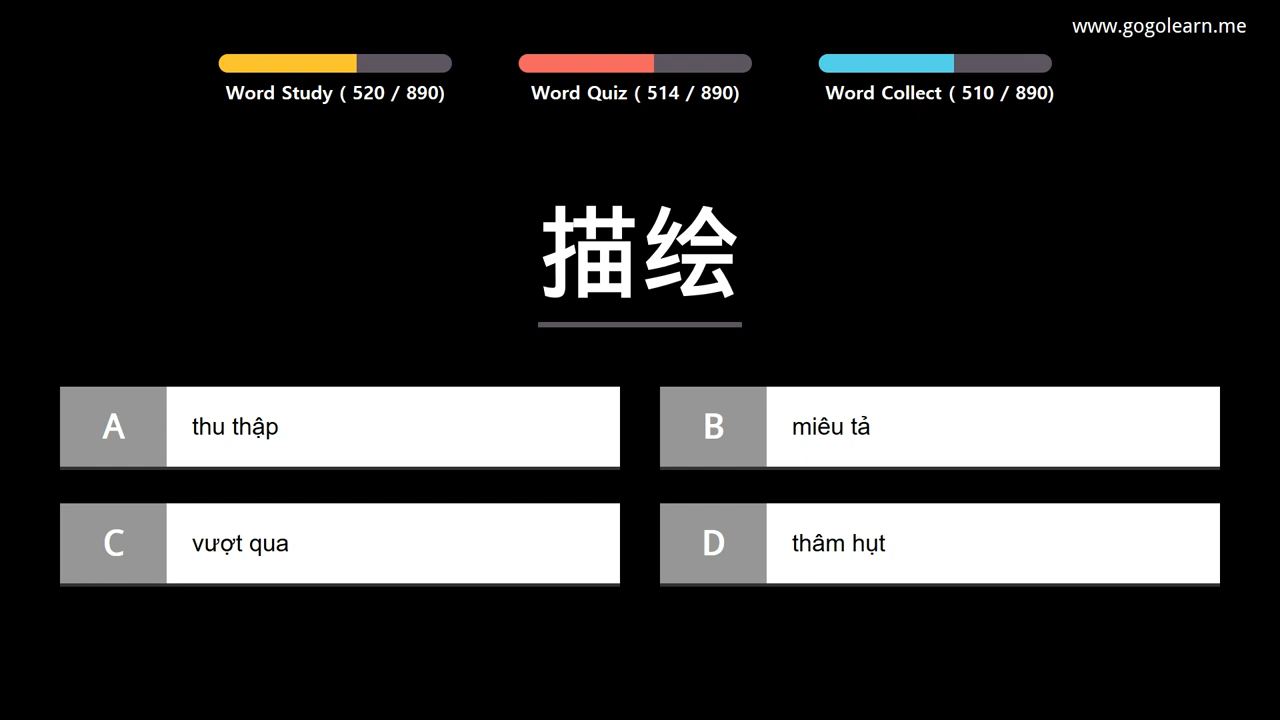 www.gogolearn.me
Word Study ( 520 / 890)
Word Quiz ( 514 / 890)
Word Collect ( 510 / 890)
描绘
A thu thập
B miêu tả
C vượt qua
D thâm hụt